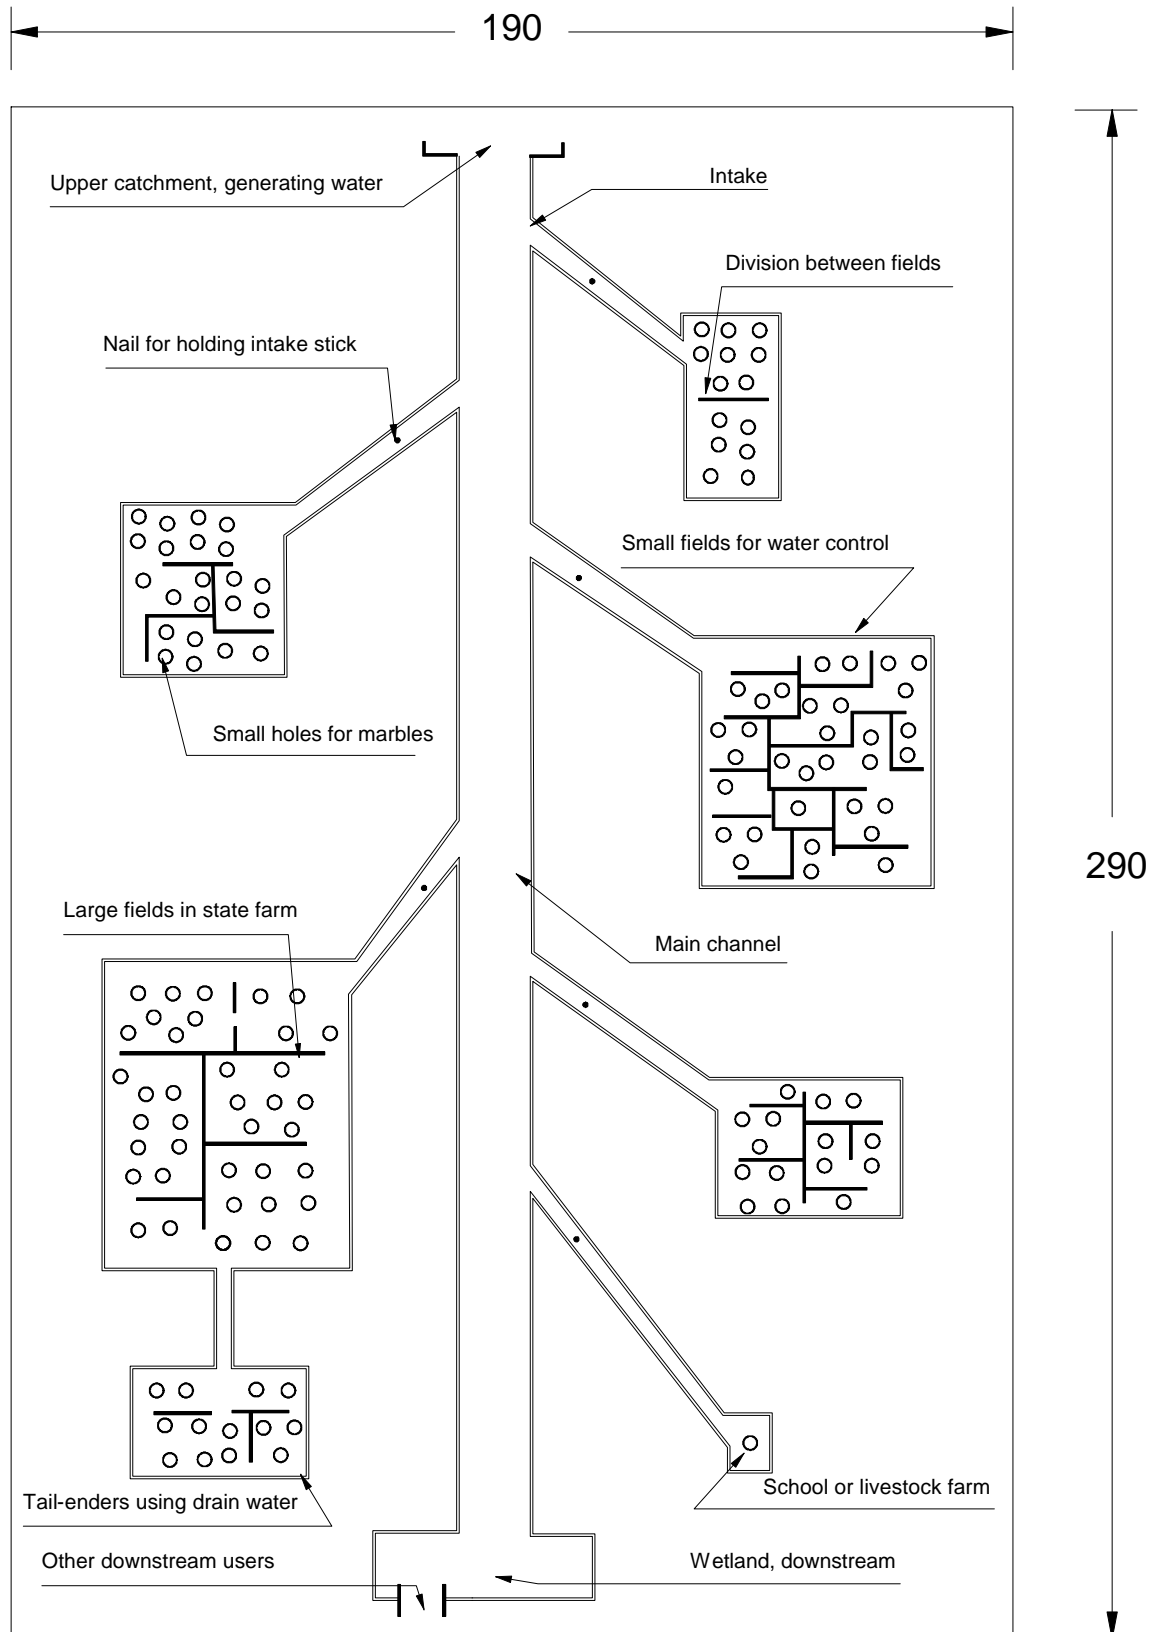 190
Upper catchment, generating water
Intake
Division between fields
Nail for holding intake stick
Small fields for water control
Small holes for marbles
290
Large fields in state farm
Main channel
School or livestock farm
Tail-enders using drain water
Other downstream users
Wetland, downstream